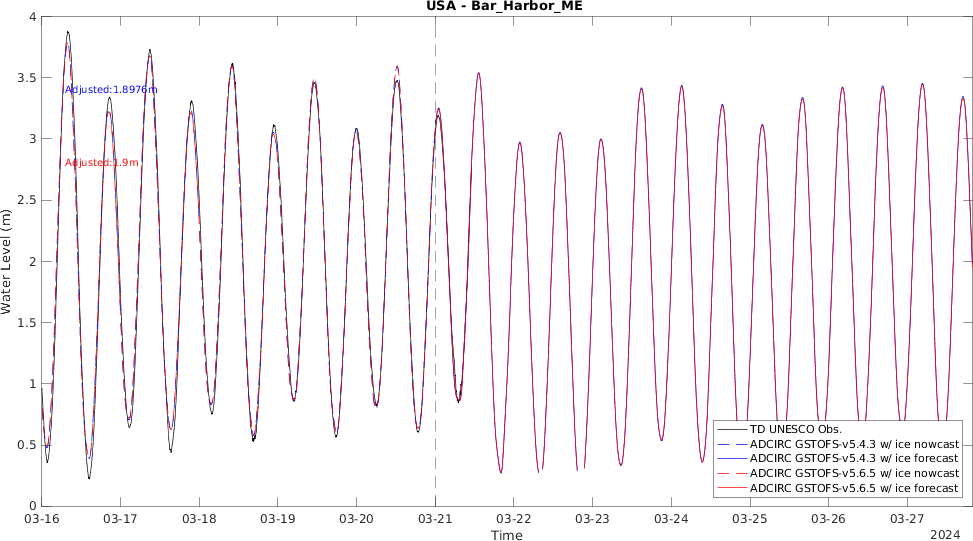 USA - Bar_Harbor_ME
4
3.5
3
2.5
2
1.5
1
0.5
0
Water Level (m)
Adjusted:1.8976m
Adjusted:1.9m
TD UNESCO Obs.
ADCIRC GSTOFS-v5.4.3 w/ ice nowcast
ADCIRC GSTOFS-v5.4.3 w/ ice forecast
ADCIRC GSTOFS-v5.6.5 w/ ice nowcast
ADCIRC GSTOFS-v5.6.5 w/ ice forecast
03-16 03-17 03-18 03-19 03-20 03-21 03-22 03-23 03-24 03-25 03-26 03-27
Time
2024